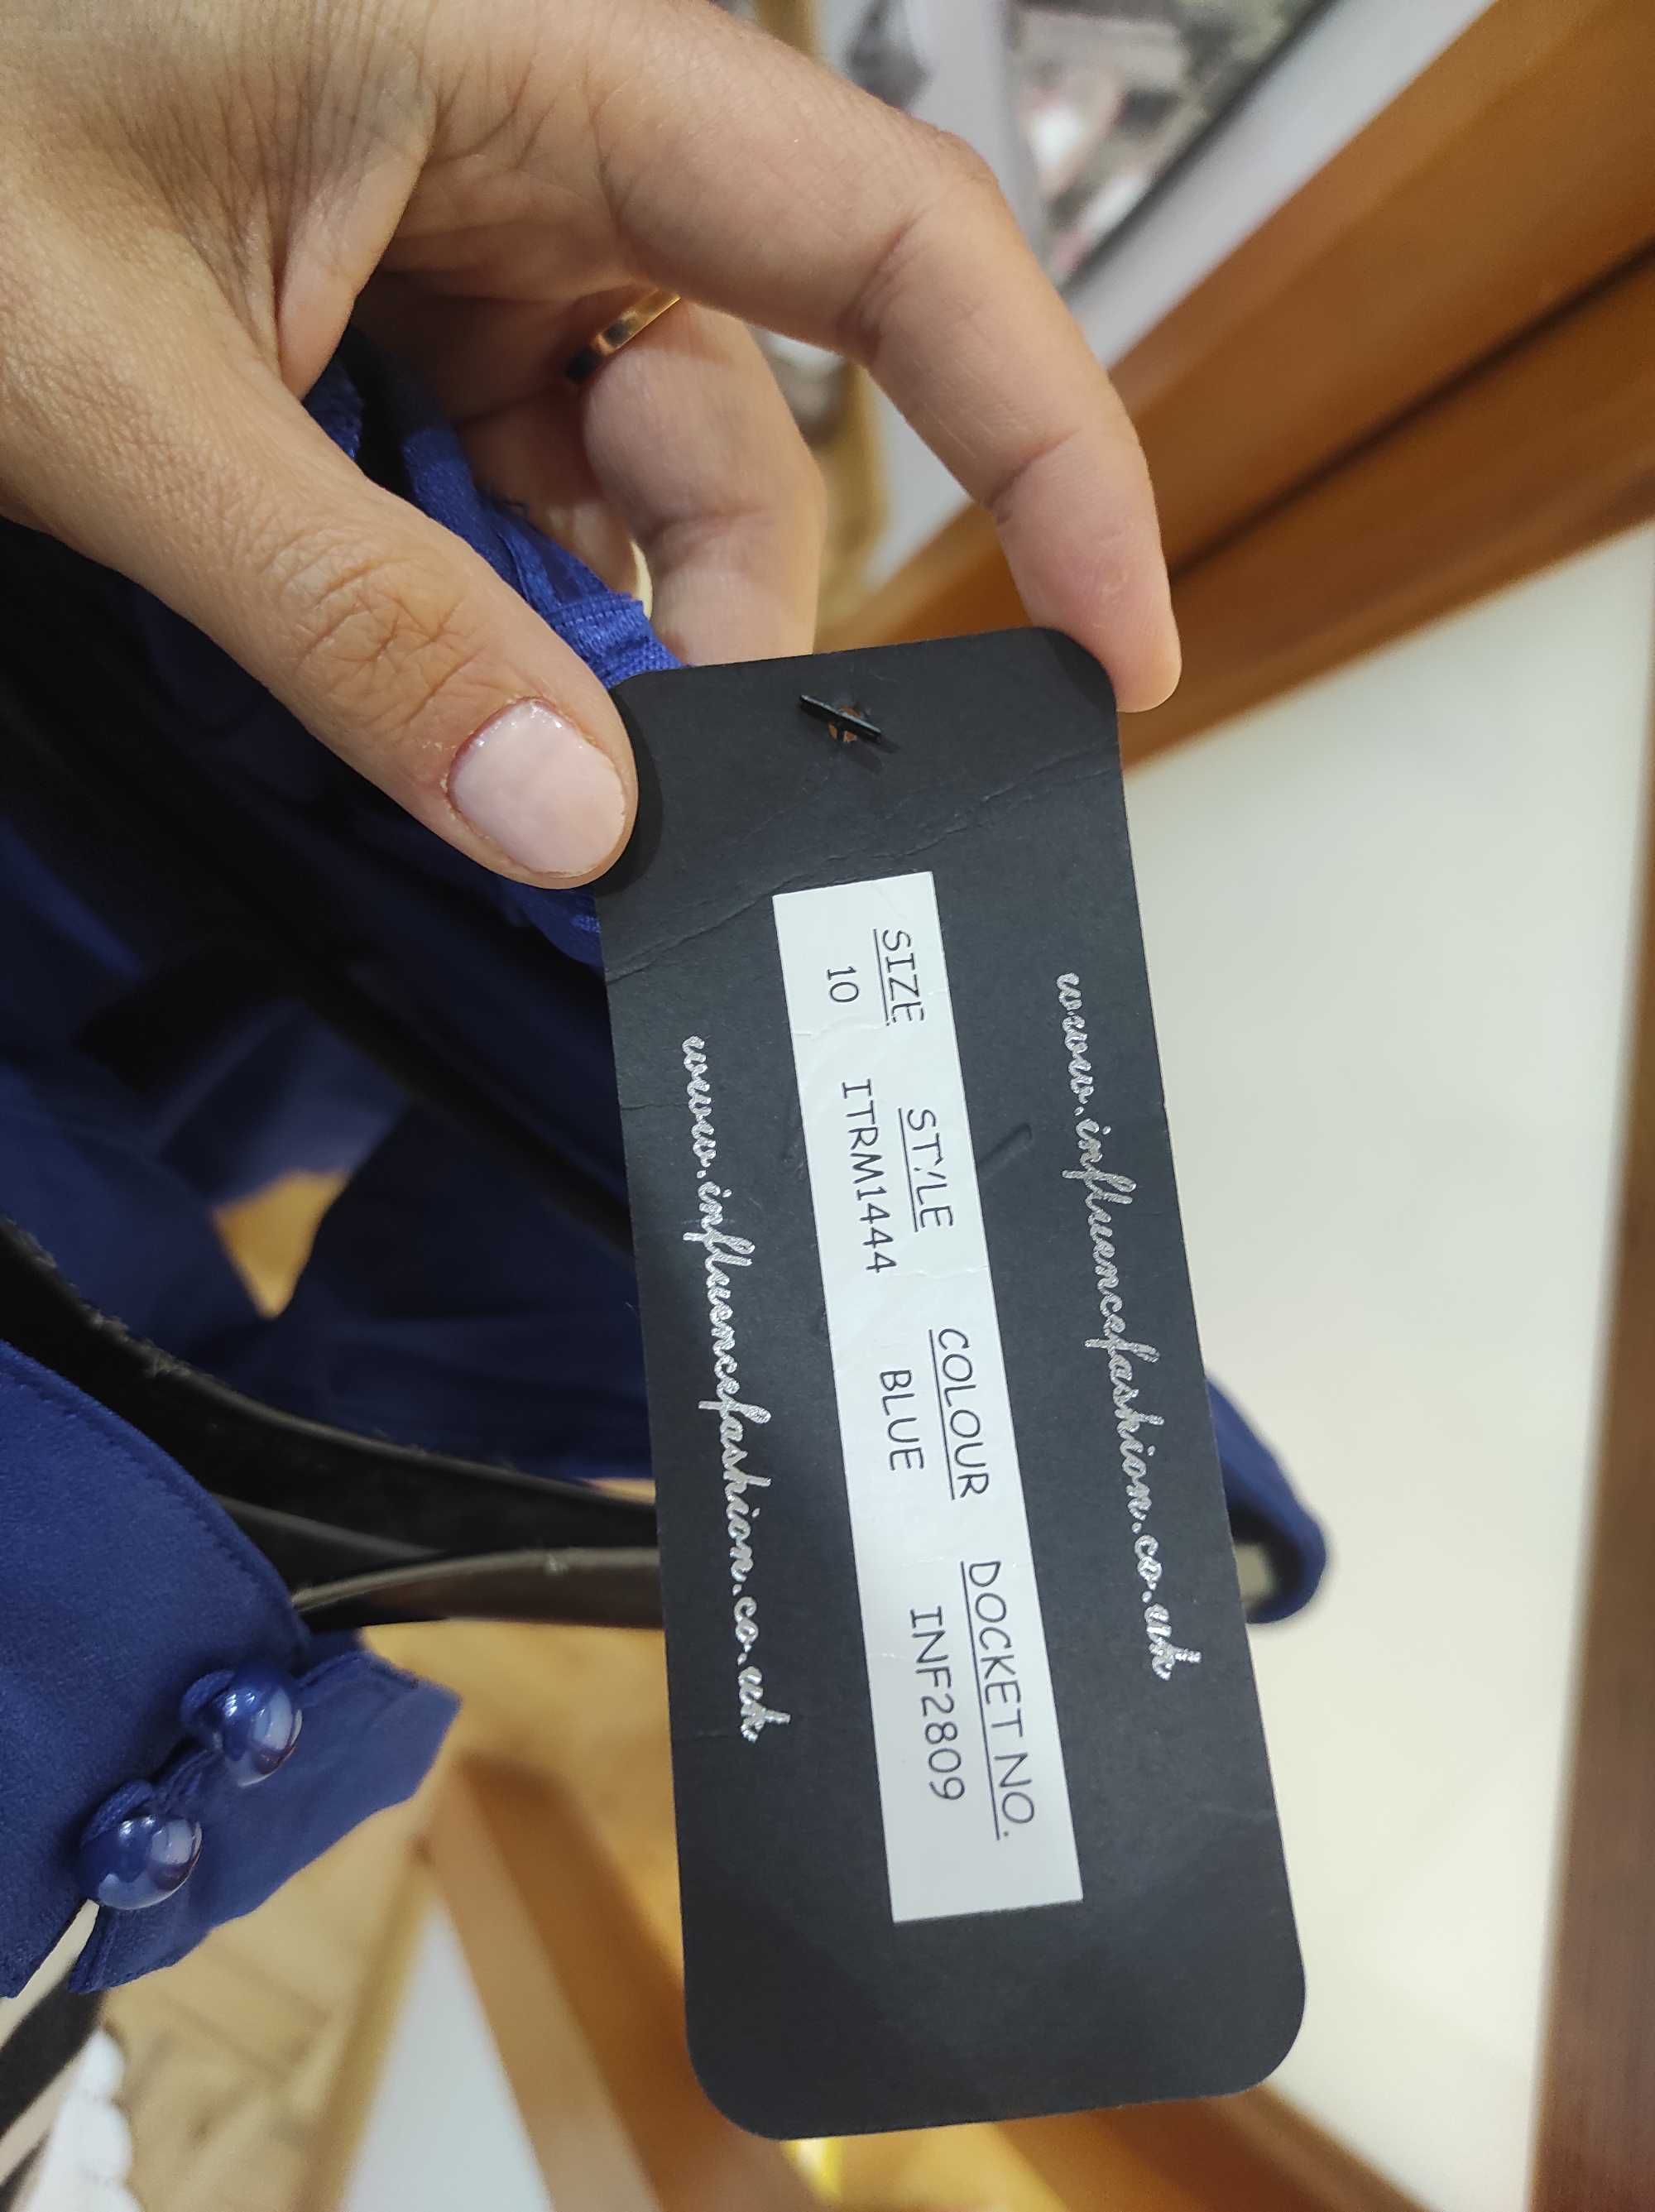 www.influencefashion.co.uk
SIZE STYLE COLOUR DOCKET NO.
10 ITRM1444 BLUE INF2809
www.influencefashion.co.uk